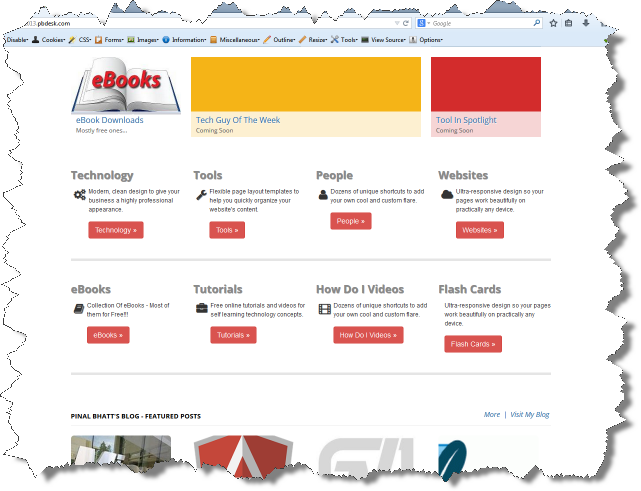 013.pbdesk.com
Google
Disable Cookies CSS Forms Images Information Miscellaneous Outline Resize Tools View Source Options
eBooks
eBook Downloads
Mostly free ones...
Tech Guy Of The Week
Coming Soon
Tool In Spotlight
Coming Soon
Technology
Modern, clean design to give your
business a highly professional
appearance.
Technology »
Tools
Flexible page layout templates to
help you quickly organize your
website's content.
Tools »
People
Dozens of unique shortcuts to add
your own cool and custom flare.
People »
Websites
Ultra-responsive design so your
pages work beautifully on
practically any device.
Websites »
eBooks
Collection Of eBooks - Most of
them for Free!!!
eBooks »
Tutorials
Free online tutorials and videos for
self learning technology concepts.
Tutorials »
How Do I Videos
Dozens of unique shortcuts to add
your own cool and custom flare.
How Do I Videos »
Flash Cards
Ultra-responsive design so your pages
work beautifully on practically any
device.
Flash Cards »
PINAL BHATT'S BLOG - FEATURED POSTS
More | Visit My Blog